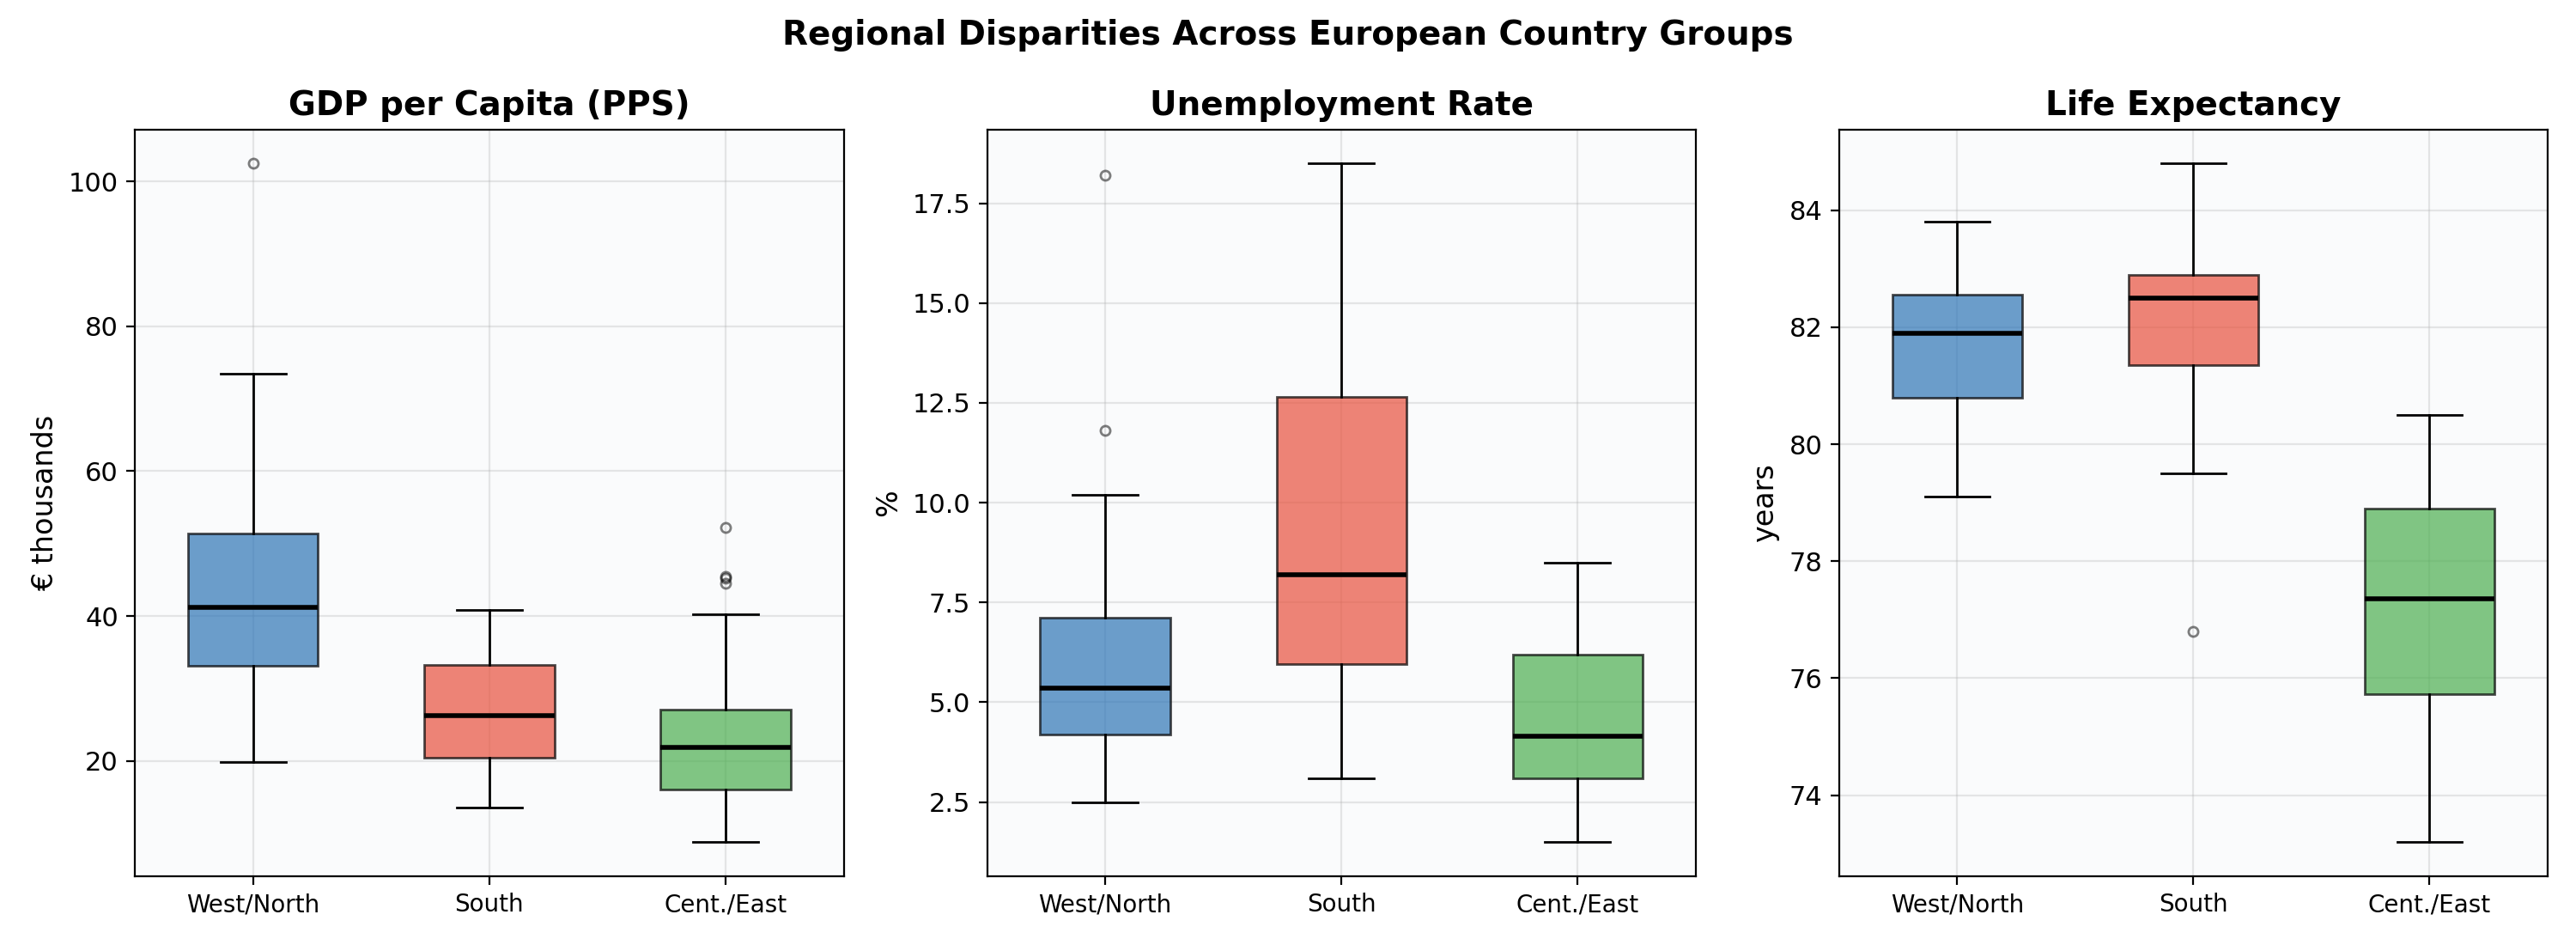 Regional Disparities Across European Country Groups
GDP per Capita (PPS)
€ thousands
100
80
60
40
20
West/North
South
Cent./East
Unemployment Rate
%
17.5
15.0
12.5
10.0
7.5
5.0
2.5
West/North
South
Cent./East
Life Expectancy
years
84
82
80
78
76
74
West/North
South
Cent./East